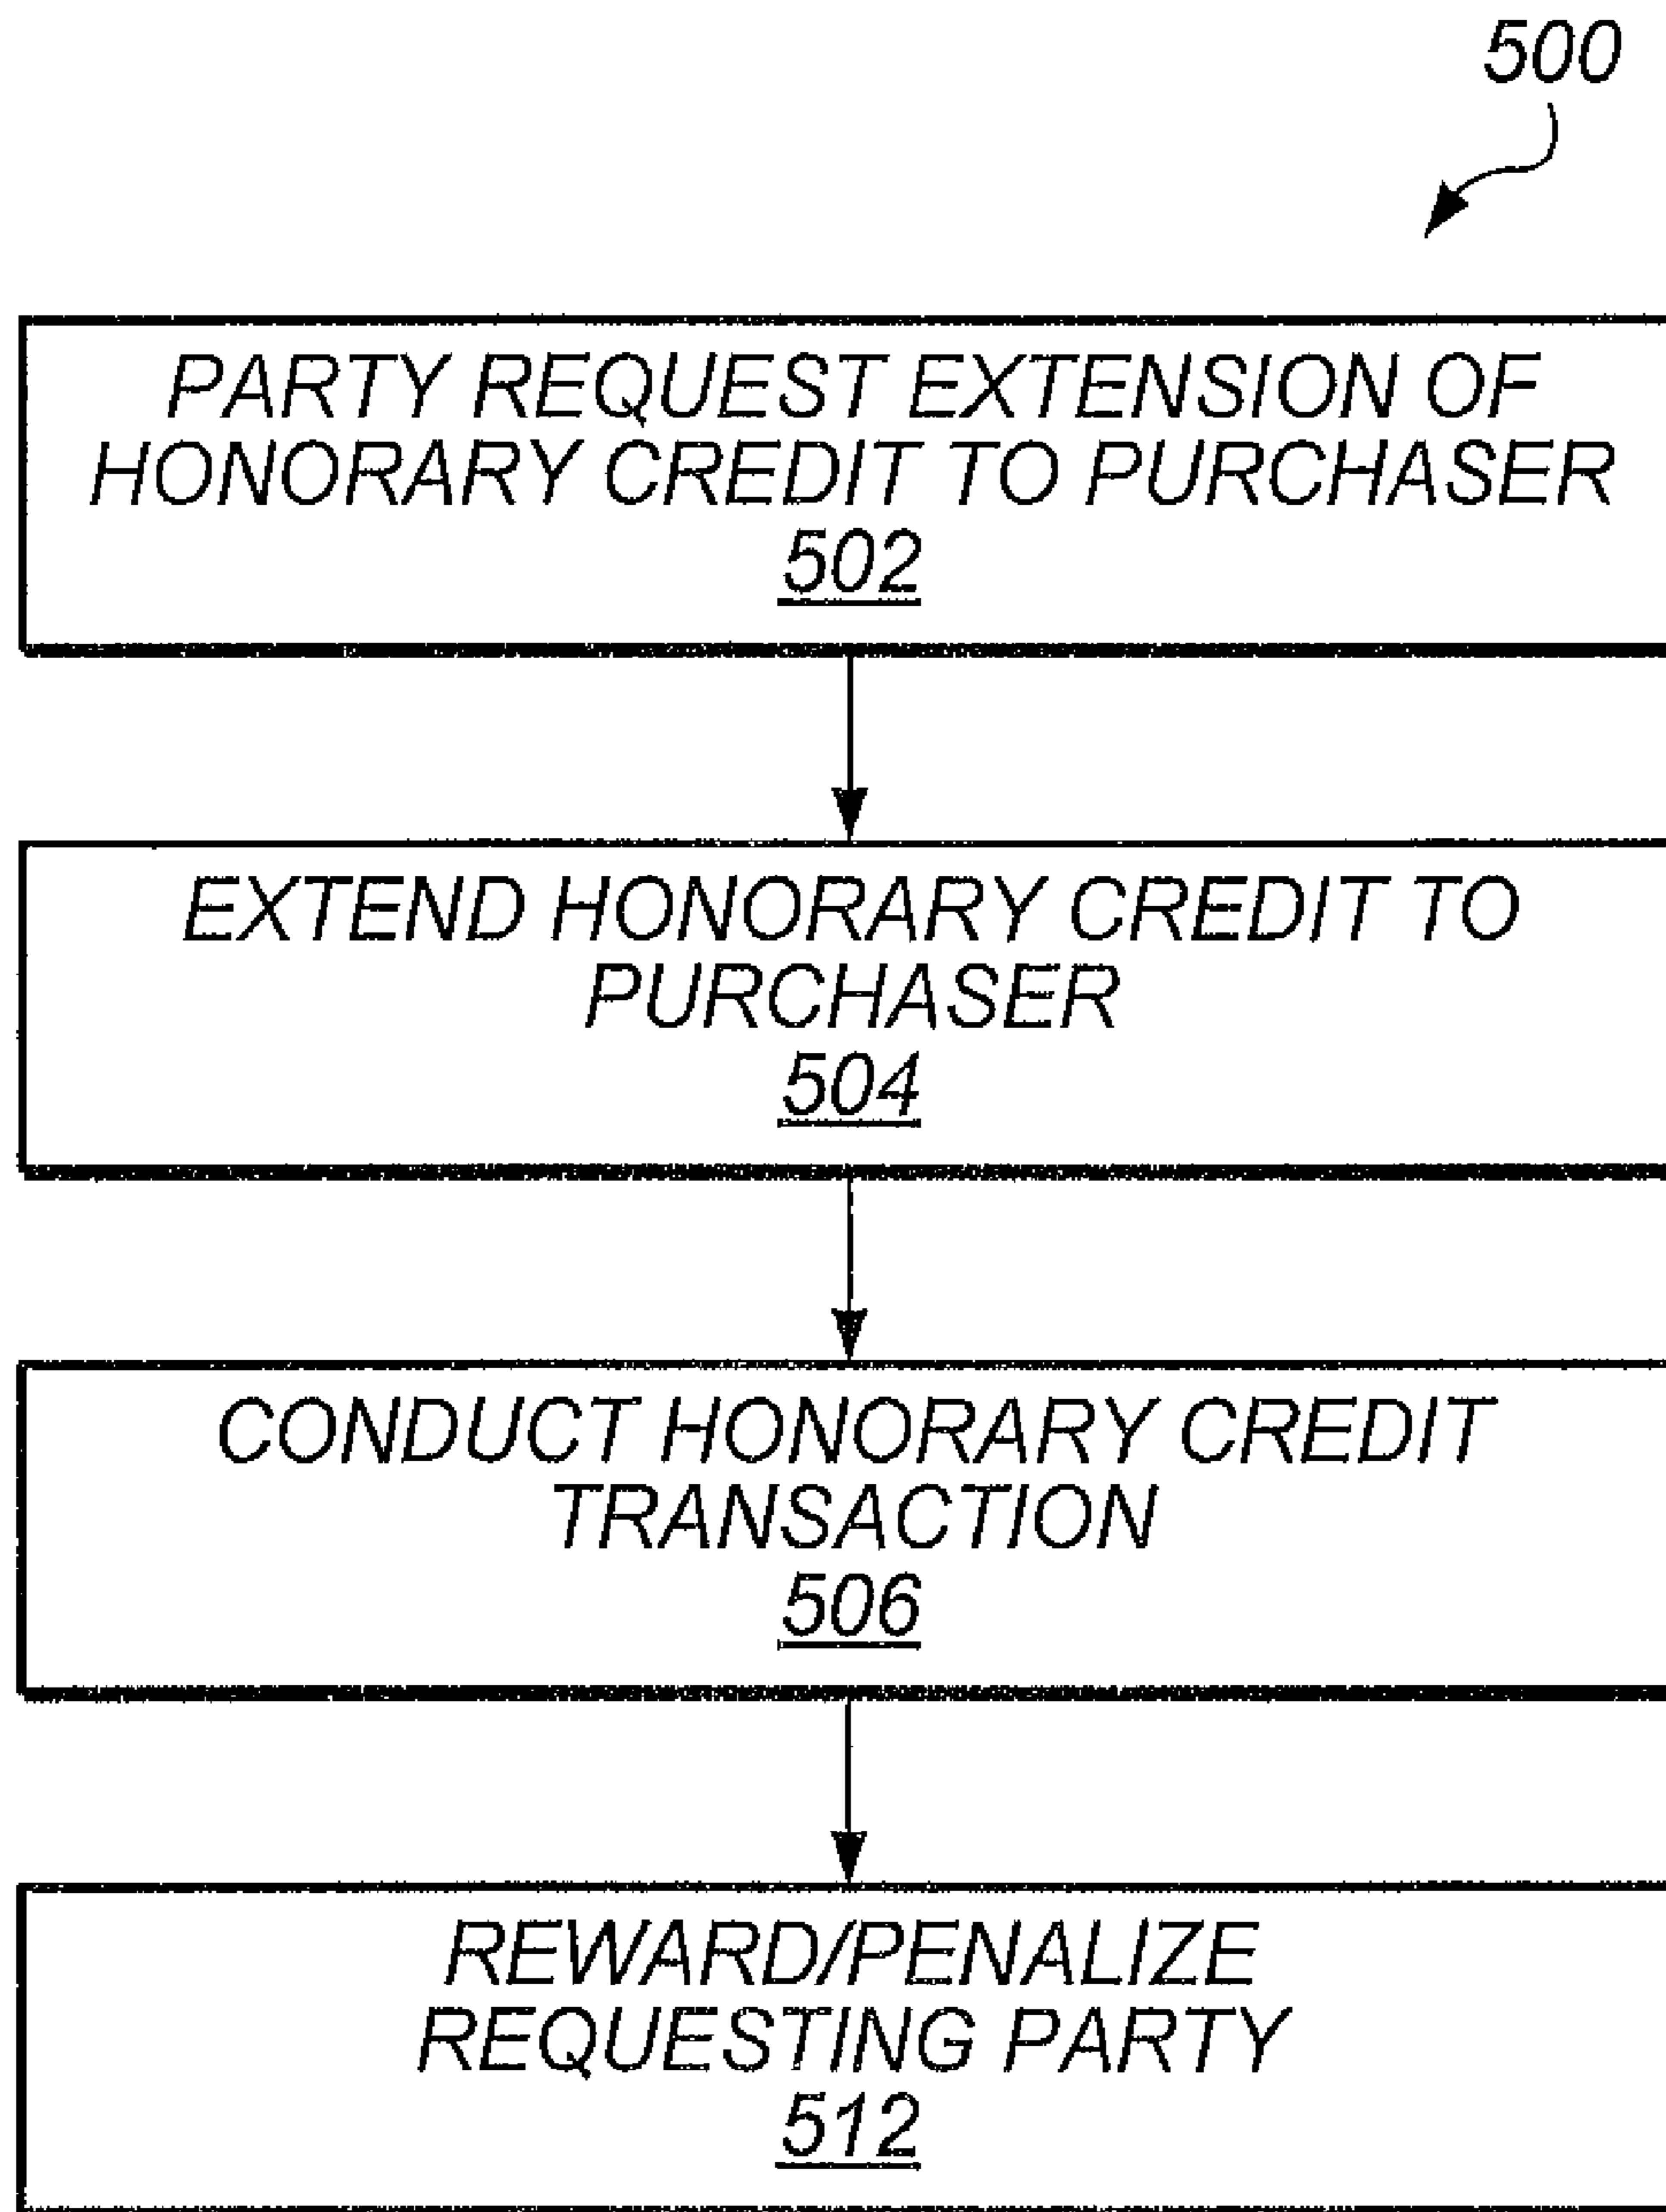 500
PARTY REQUEST EXTENSION OF
HONORARY CREDIT TO PURCHASER
502
EXTEND HONORARY CREDIT TO
PURCHASER
504
CONDUCT HONORARY CREDIT
TRANSACTION
506
REWARD/PENALIZE
REQUESTING PARTY
512